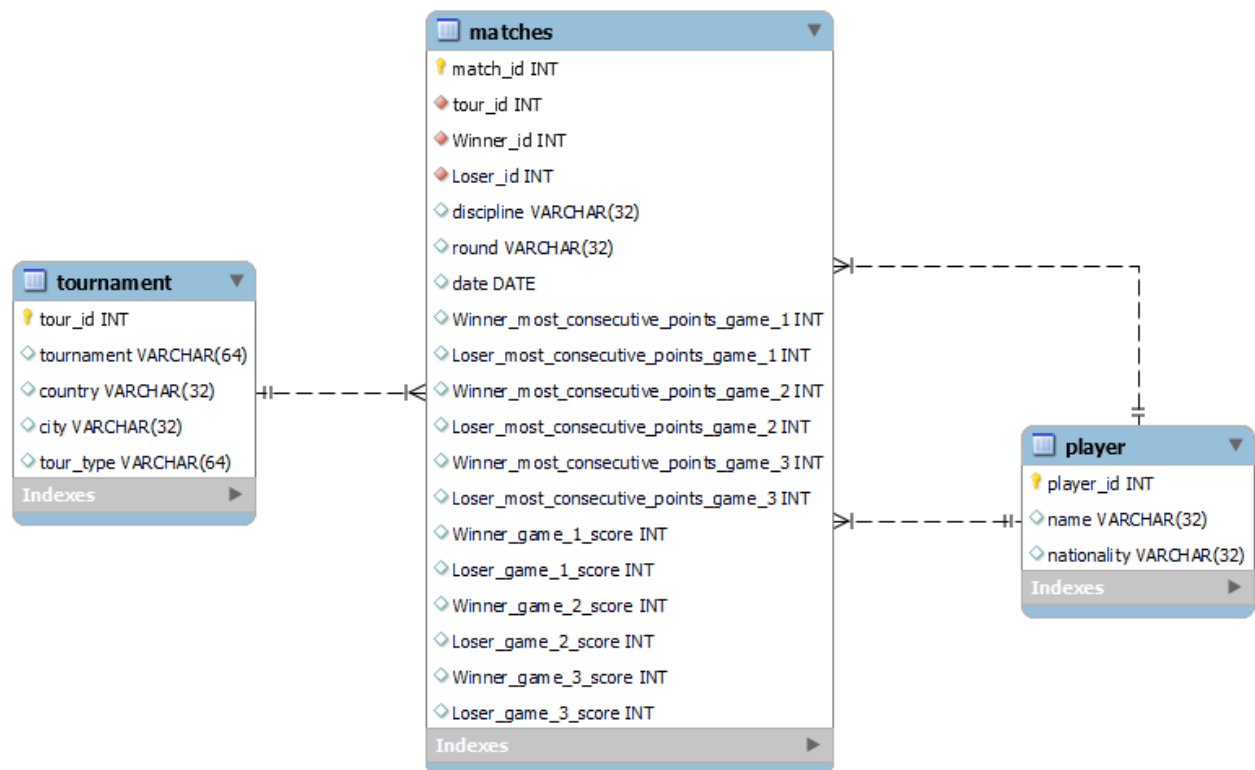 matches
match_id INT
tour_id INT
Winner_id INT
Loser_id INT
discipline VARCHAR(32)
round VARCHAR(32)
date DATE
Winner_most_consecutive_points_game_1 INT
Loser_most_consecutive_points_game_1 INT
Winner_most_consecutive_points_game_2 INT
Loser_most_consecutive_points_game_2 INT
Winner_most_consecutive_points_game_3 INT
Loser_most_consecutive_points_game_3 INT
Winner_game_1_score INT
Loser_game_1_score INT
Winner_game_2_score INT
Loser_game_2_score INT
Winner_game_3_score INT
Loser_game_3_score INT
Indexes
tournament
tour_id INT
tournament VARCHAR(64)
country VARCHAR(32)
city VARCHAR(32)
tour_type VARCHAR(64)
Indexes
player
player_id INT
name VARCHAR(32)
nationality VARCHAR(32)
Indexes